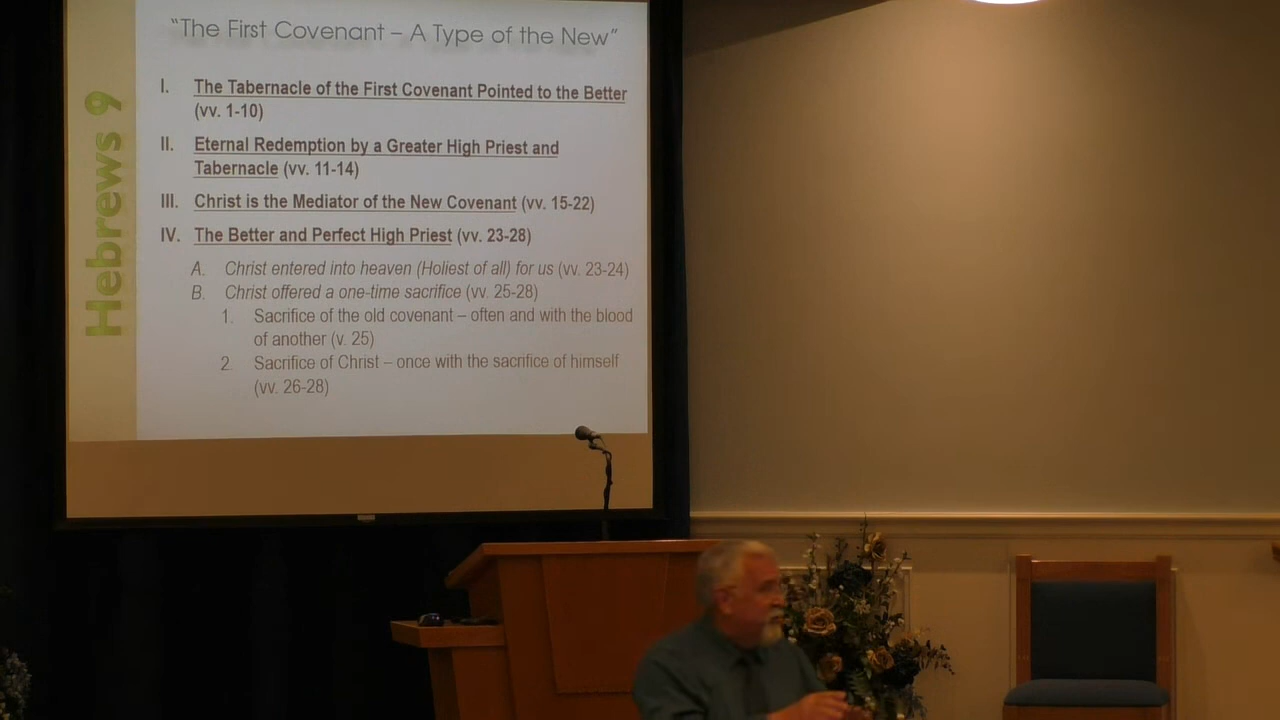 "The First Covenant – A Type of the New"
Hebrews 9
I. The Tabernacle of the First Covenant Pointed to the Better
(vv. 1-10)
II. Eternal Redemption by a Greater High Priest and
Tabernacle (vv. 11-14)
III. Christ is the Mediator of the New Covenant (vv. 15-22)
IV. The Better and Perfect High Priest (vv. 23-28)
A. Christ entered into heaven (Holiest of all) for us (vv. 23-24)
B. Christ offered a one-time sacrifice (vv. 25-28)
1. Sacrifice of the old covenant – often and with the blood
of another (v. 25)
2. Sacrifice of Christ – once with the sacrifice of himself
(vv. 26-28)